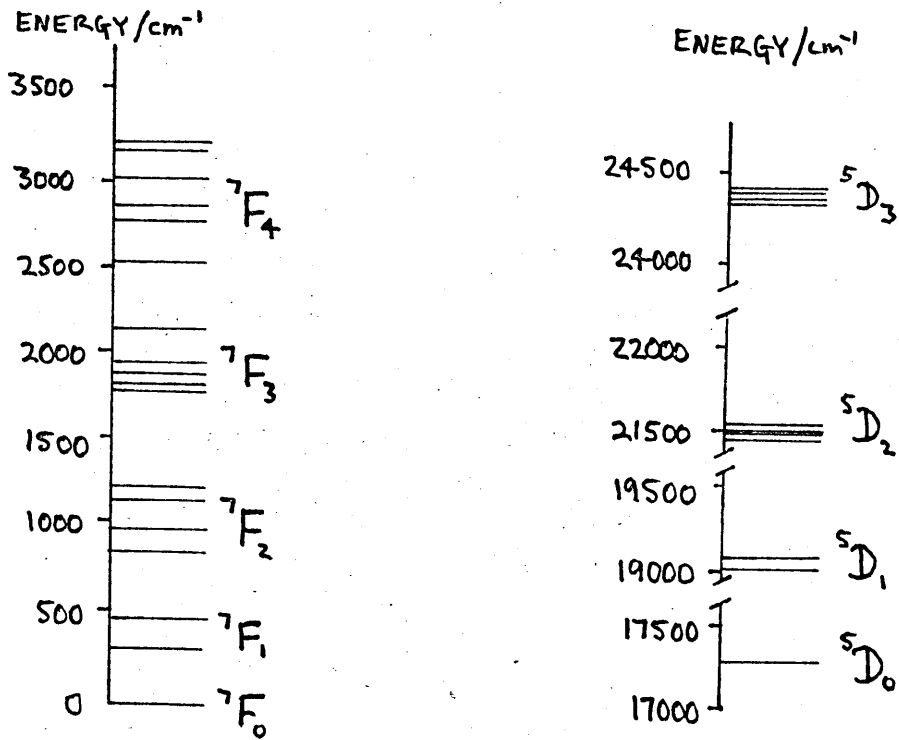 ENERGY/cm⁻¹
3500
3000
⁷F₄
2500
2000
⁷F₃
1500
1000
⁷F₂
500
⁷F₁
0
⁷F₀
ENERGY/cm⁻¹
24500
⁵D₃
24000
22000
21500
⁵D₂
19500
19000
⁵D₁
17500
⁵D₀
17000